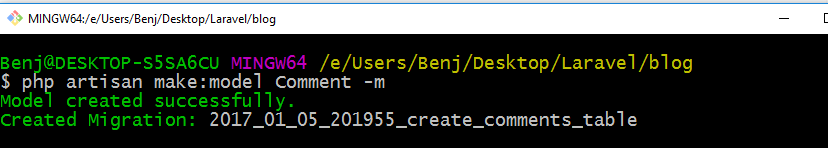 MINGW64:/e/Users/Benj/Desktop/Laravel/blog
Benj@DESKTOP-S5SA6CU MINGW64 /e/Users/Benj/Desktop/Laravel/blog
$ php artisan make:model Comment -m
Model created successfully.
Created Migration: 2017_01_05_201955_create_comments_table